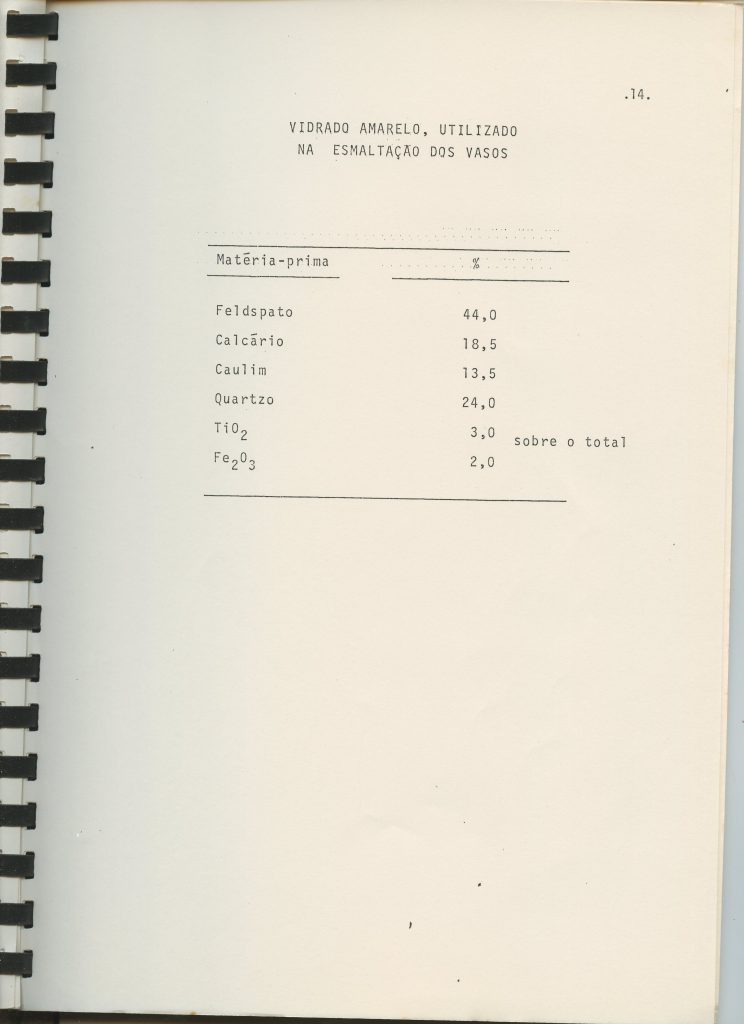 .14.
VIDRADO AMARELO, UTILIZADO
NA ESMALTAÇÃO DOS VASOS
Matéria-prima %
Feldspato 44,0
Calcário 18,5
Caulim 13,5
Quartzo 24,0
TiO2 3,0 sobre o total
Fe2O3 2,0